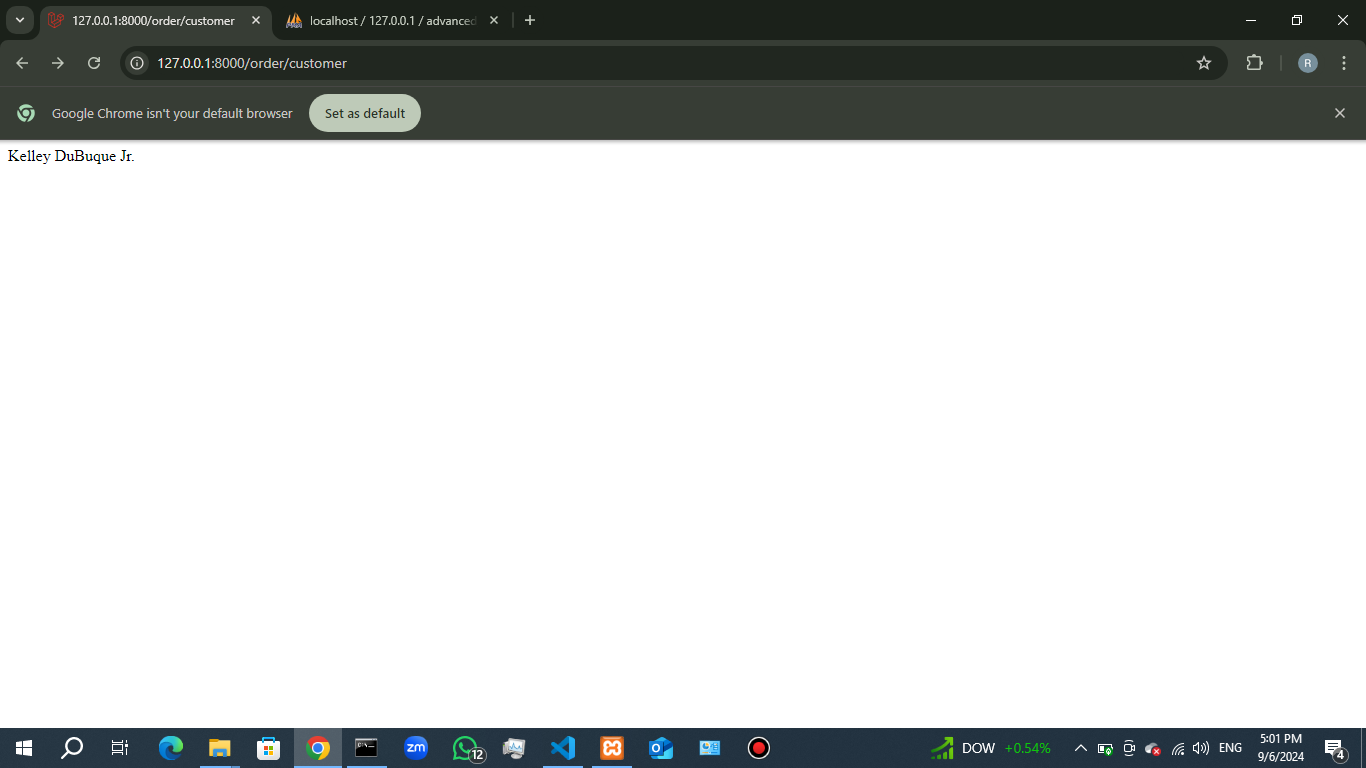 127.0.0.1:8000/order/customer
localhost / 127.0.0.1 / advanced
127.0.0.1:8000/order/customer
R
Google Chrome isn't your default browser
Set as default
Kelley DuBuque Jr.
zm
12
DOW +0.54%
ENG
5:01 PM
9/6/2024
4